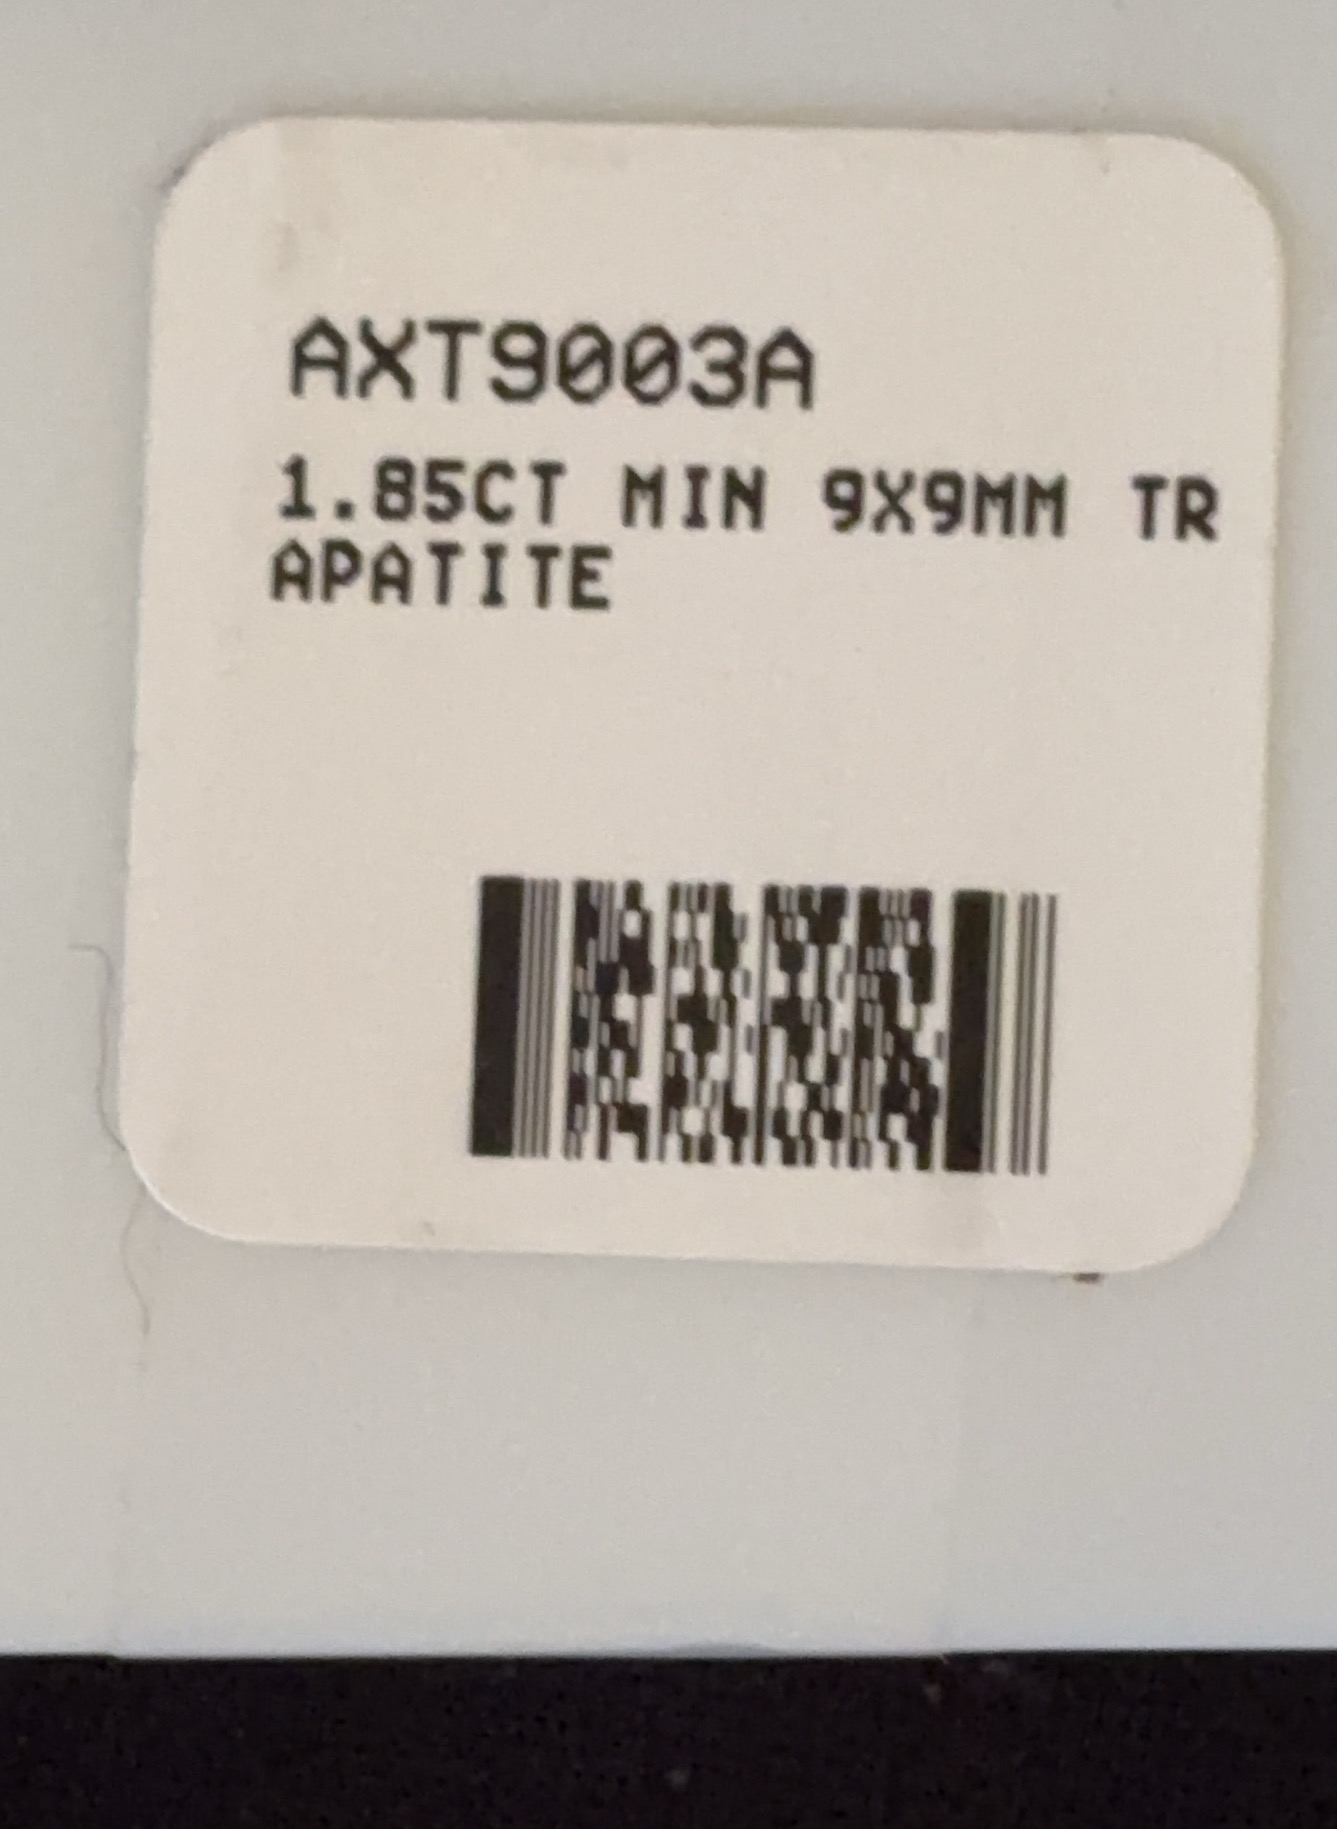 AXT9003A
1.85CT MIN 9X9MM TR
APATITE